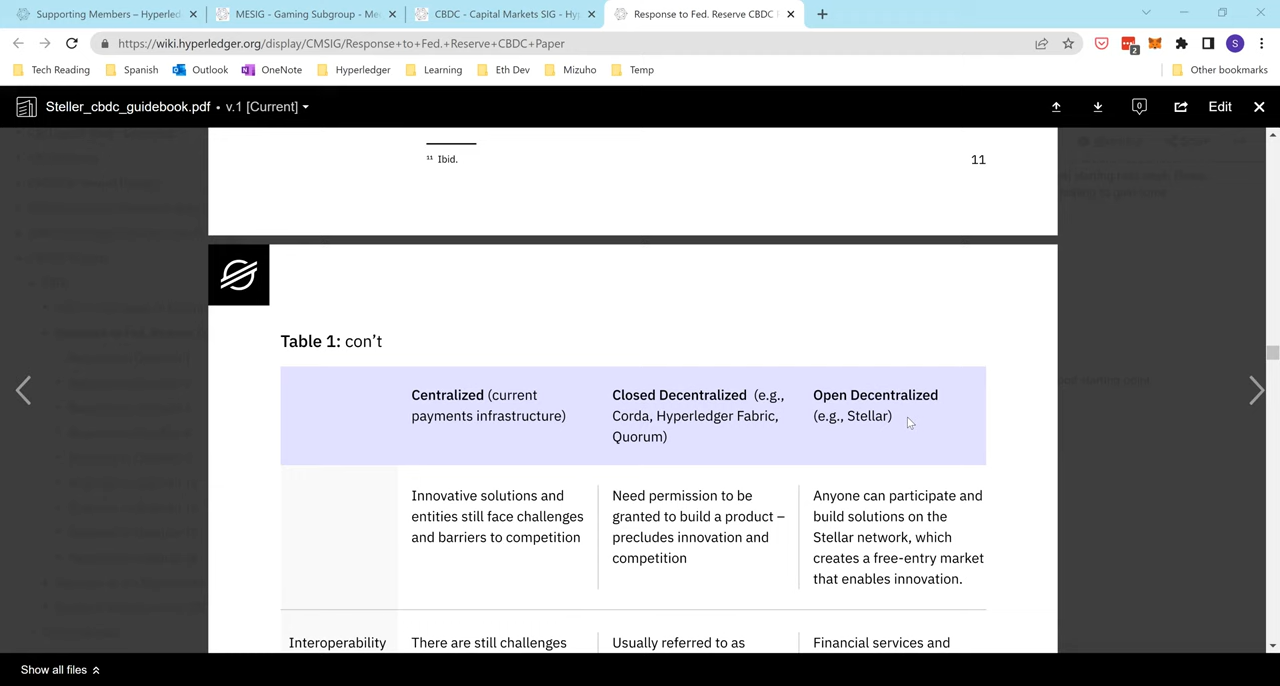 Supporting Members – Hyperled
MESIG - Gaming Subgroup - Me
CBDC - Capital Markets SIG - Hy
Response to Fed. Reserve CBDC
https://wiki.hyperledger.org/display/CMSIG/Response+to+Fed.+Reserve+CBDC+Paper
2
S
Tech Reading
Spanish
Outlook
OneNote
Hyperledger
Learning
Eth Dev
Mizuho
Temp
Other bookmarks
Steller_cbdc_guidebook.pdf • v.1 [Current]
0
Edit
11 Ibid.
11
Table 1: con't
Centralized (current
payments infrastructure)
Closed Decentralized (e.g.,
Corda, Hyperledger Fabric,
Quorum)
Open Decentralized
(e.g., Stellar)
Innovative solutions and
entities still face challenges
and barriers to competition
Need permission to be
granted to build a product –
precludes innovation and
competition
Anyone can participate and
build solutions on the
Stellar network, which
creates a free-entry market
that enables innovation.
Interoperability
There are still challenges
Usually referred to as
Financial services and
Show all files